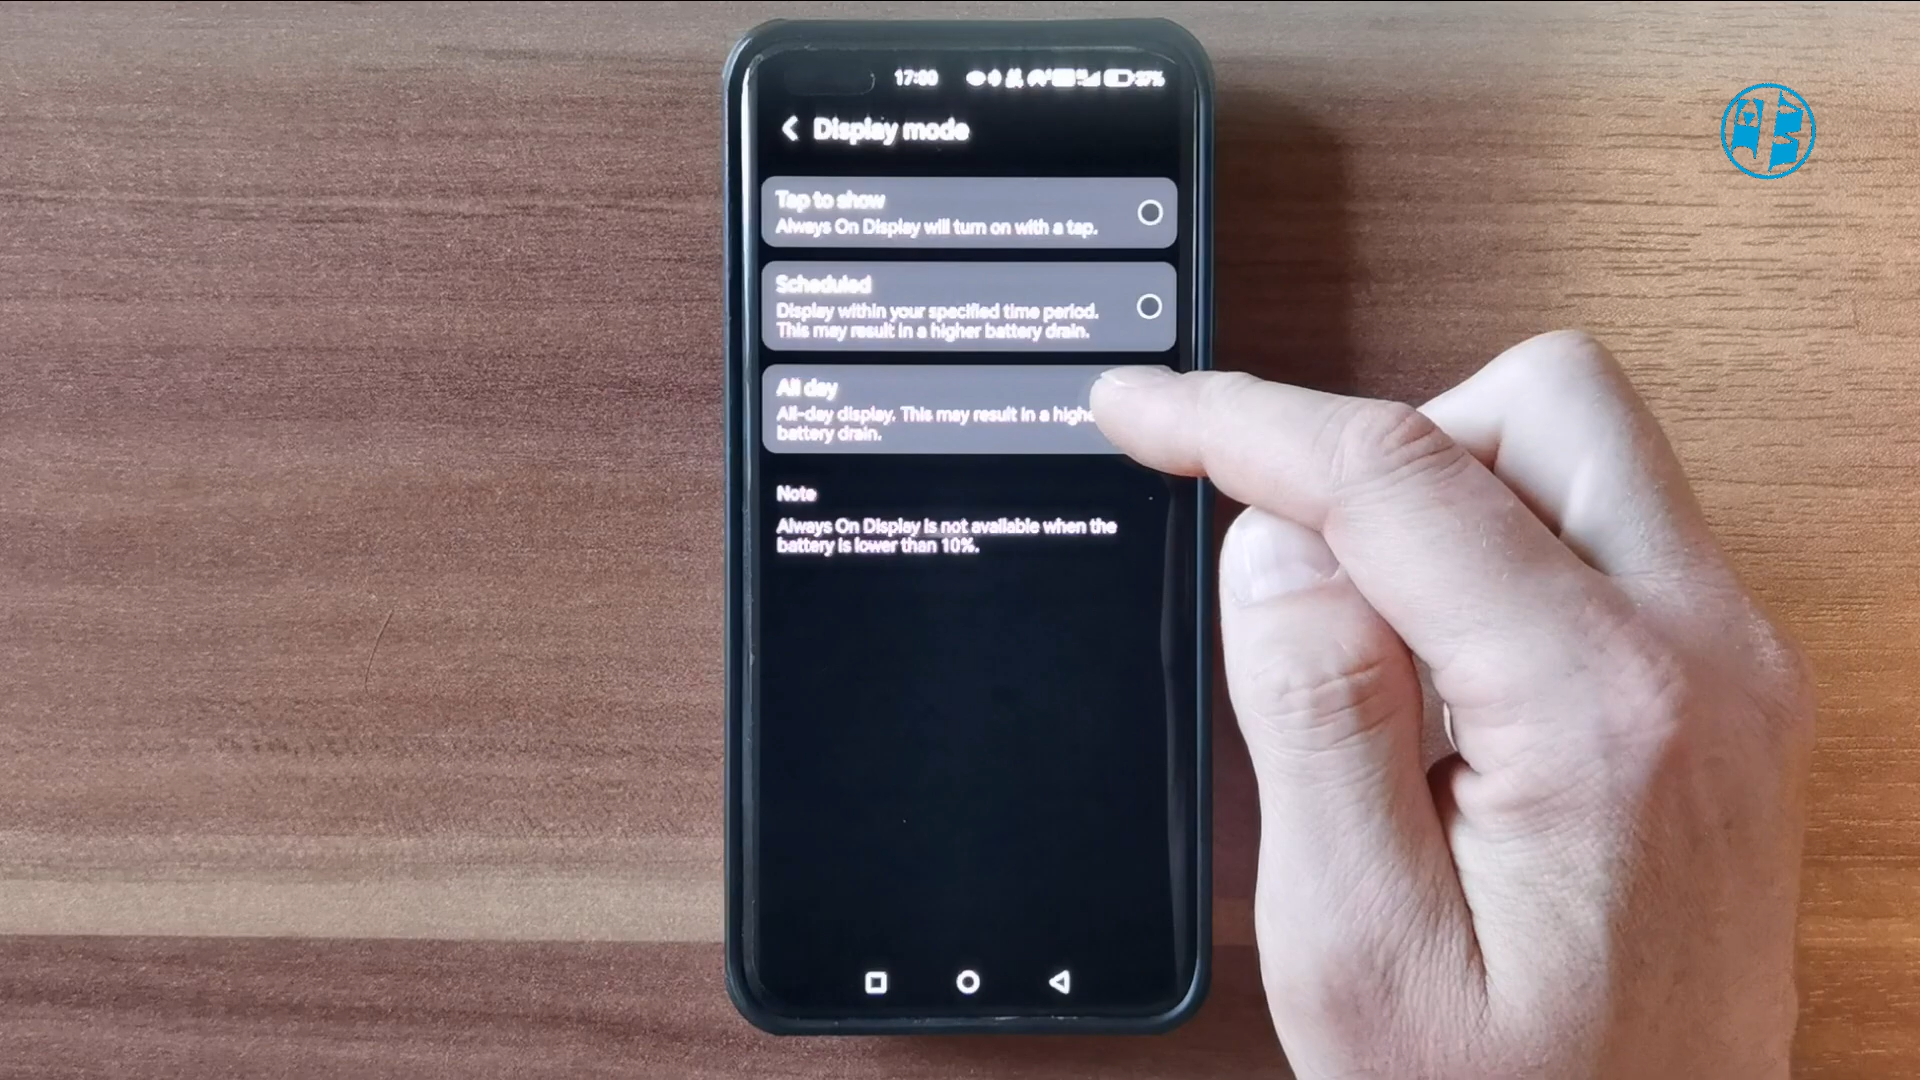 17:00
37%
Display mode
Tap to show
Always On Display will turn on with a tap.
Scheduled
Display within your specified time period.
This may result in a higher battery drain.
All day
All-day display. This may result in a highe
battery drain.
Note
Always On Display is not available when the
battery is lower than 10%.